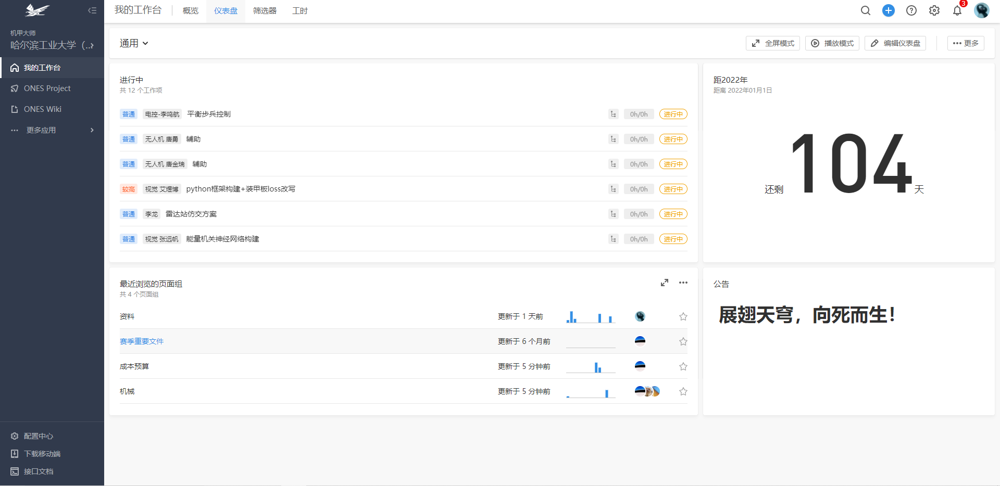 我的工作台
概览
仪表盘
筛选器
工时
3
机甲大师
哈尔滨工业大学（...
我的工作台
ONES Project
ONES Wiki
更多应用
配置中心
下载移动端
接口文档
通用
全屏模式
播放模式
编辑仪表盘
更多
进行中
共 12 个工作项
普通 电控-李鸣航 平衡步兵控制 0h/0h 进行中
普通 无人机 唐勇 辅助 0h/0h 进行中
普通 无人机 唐金瑞 辅助 0h/0h 进行中
较高 视觉 艾煜博 python框架构建+装甲板loss改写 0h/0h 进行中
普通 李龙 雷达站仿交方案 0h/0h 进行中
普通 视觉 张远帆 能量机关神经网络构建 0h/0h 进行中
距2022年
距离 2022年01月1日
还剩 104 天
最近浏览的页面组
共 4 个页面组
资料 更新于 1 天前
赛季重要文件 更新于 6 个月前
成本预算 更新于 5 分钟前
机械 更新于 5 分钟前
公告
展翅天穹，向死而生！